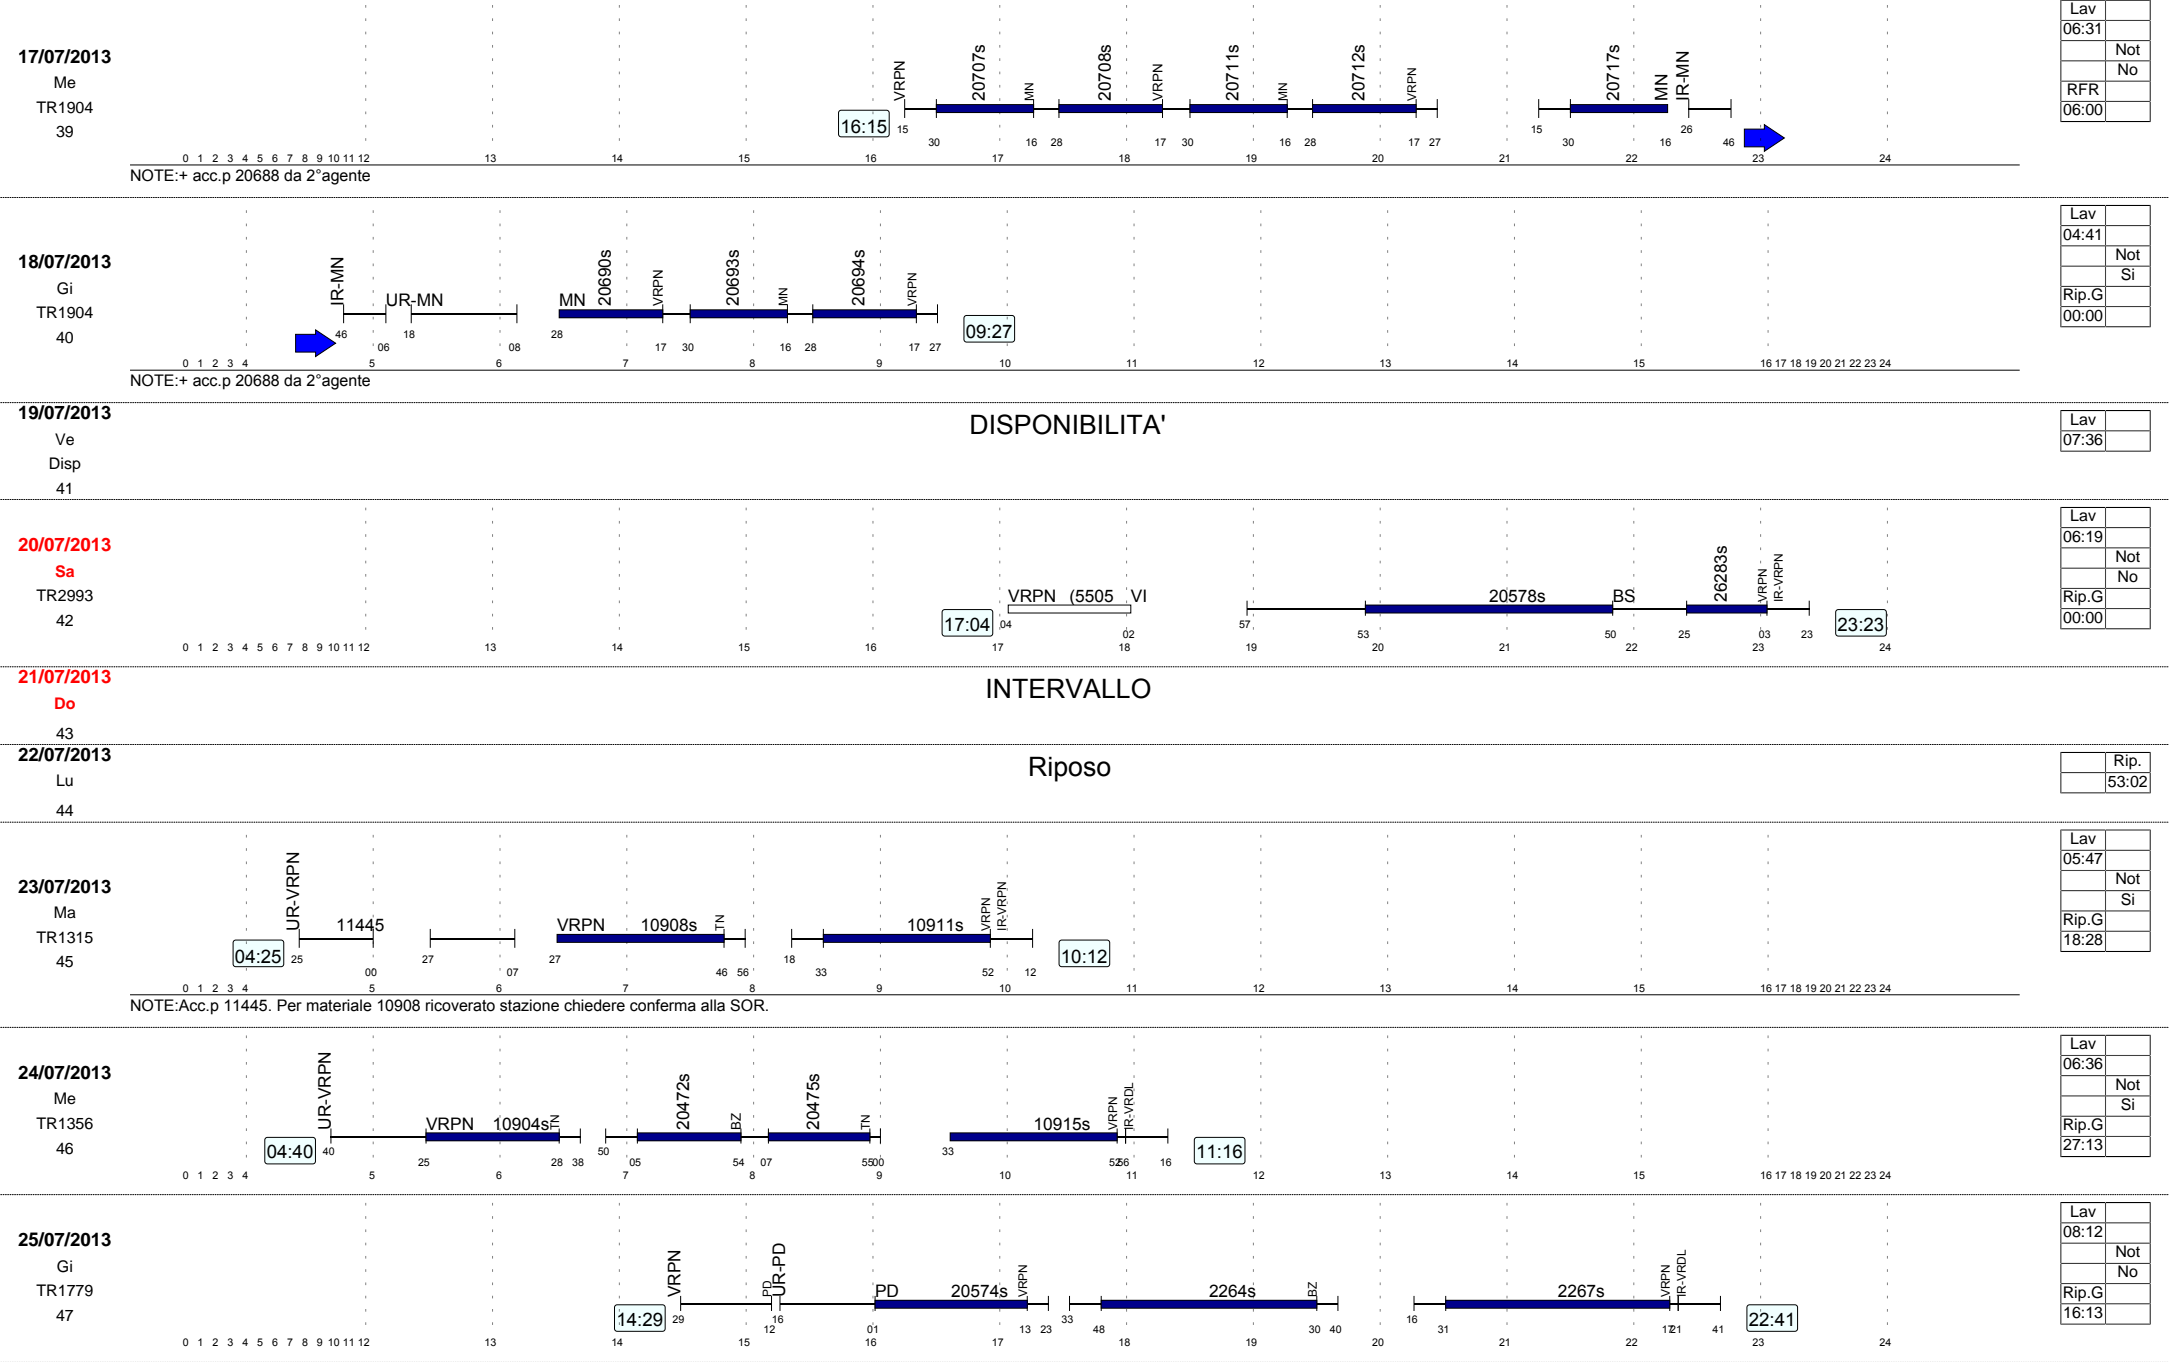 17/07/2013
Me
TR1904
39
16:15
VRPN 20707s MN 20708s VRPN 20711s MN 20712s VRPN 20717s MN IR-MN
15 30 16 28 17 30 16 28 17 27 15 30 16 26 46
0 1 2 3 4 5 6 7 8 9 10 11 12 13 14 15 16 17 18 19 20 21 22 23 24
NOTE:+ acc.p 20688 da 2°agente
Lav
06:31
Not
No
RFR
06:00
18/07/2013
Gi
TR1904
40
IR-MN UR-MN MN 20690s VRPN 20693s MN 20694s VRPN
46 06 18 08 28 17 30 16 28 17 27
09:27
0 1 2 3 4 5 6 7 8 9 10 11 12 13 14 15 16 17 18 19 20 21 22 23 24
NOTE:+ acc.p 20688 da 2°agente
Lav
04:41
Not
Si
Rip.G
00:00
19/07/2013
Ve
Disp
41
DISPONIBILITA'
Lav
07:36
20/07/2013
Sa
TR2993
42
17:04
VRPN (5505 VI 20578s BS 26283s VRPN IR-VRPN
04 02 57 53 50 25 03 23
23:23
0 1 2 3 4 5 6 7 8 9 10 11 12 13 14 15 16 17 18 19 20 21 22 23 24
Lav
06:19
Not
No
Rip.G
00:00
21/07/2013
Do
43
INTERVALLO
22/07/2013
Lu
44
Riposo
Rip.
53:02
23/07/2013
Ma
TR1315
45
04:25
UR-VRPN 11445 VRPN 10908s TN 10911s VRPN IR-VRPN
25 00 27 07 27 46 56 18 33 52 12
10:12
0 1 2 3 4 5 6 7 8 9 10 11 12 13 14 15 16 17 18 19 20 21 22 23 24
NOTE:Acc.p 11445. Per materiale 10908 ricoverato stazione chiedere conferma alla SOR.
Lav
05:47
Not
Si
Rip.G
18:28
24/07/2013
Me
TR1356
46
04:40
UR-VRPN VRPN 10904s TN 20472s BZ 20475s TN 10915s VRPN IR-VRDL
40 25 28 38 50 05 54 07 55 00 33 52 56 16
11:16
0 1 2 3 4 5 6 7 8 9 10 11 12 13 14 15 16 17 18 19 20 21 22 23 24
Lav
06:36
Not
Si
Rip.G
27:13
25/07/2013
Gi
TR1779
47
14:29
VRPN PD UR-PD PD 20574s VRPN 2264s BZ 2267s VRPN IR-VRDL
29 12 16 01 13 23 33 48 30 40 16 31 17 21 41
22:41
0 1 2 3 4 5 6 7 8 9 10 11 12 13 14 15 16 17 18 19 20 21 22 23 24
Lav
08:12
Not
No
Rip.G
16:13